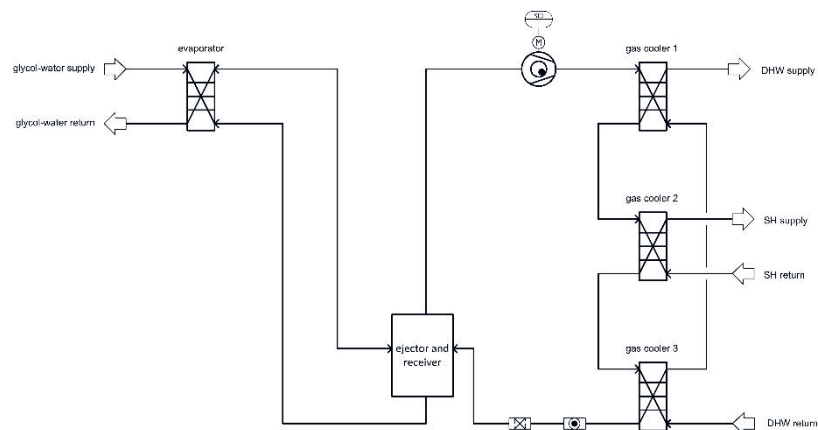 evaporator
glycol-water supply
glycol-water return
M
gas cooler 1
DHW supply
gas cooler 2
SH supply
SH return
ejector and
receiver
gas cooler 3
DHW return